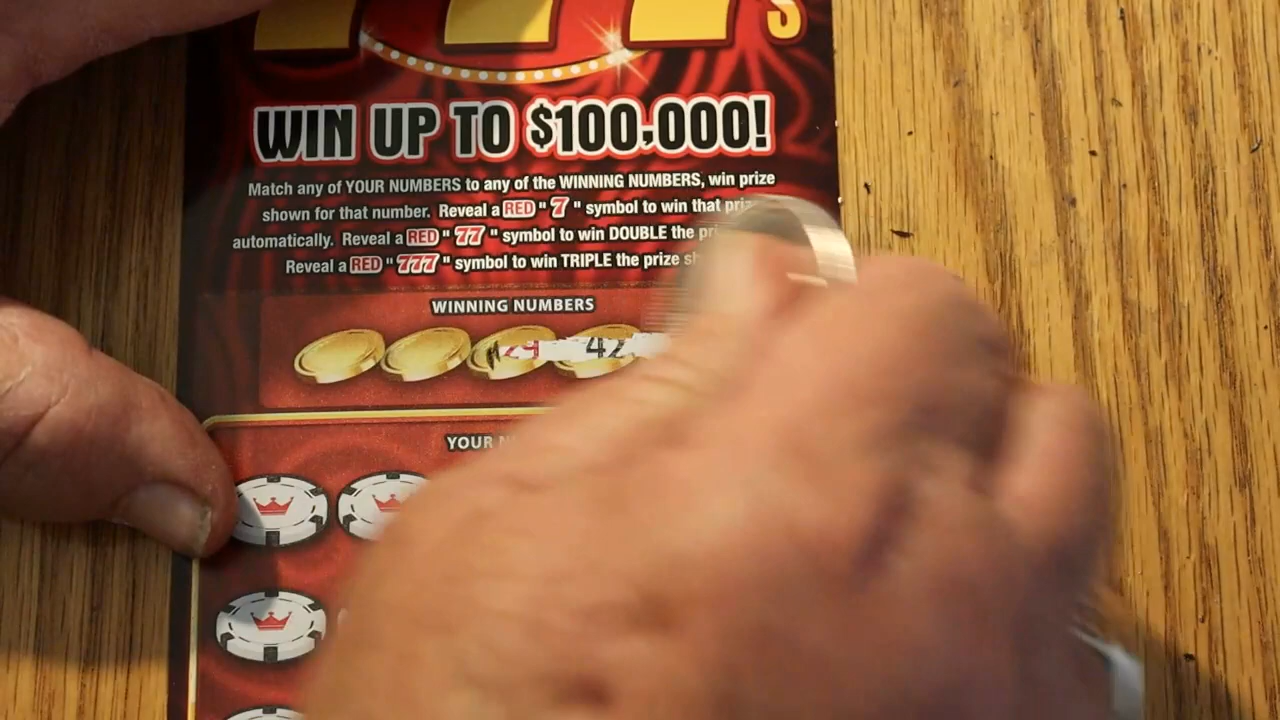 777's
WIN UP TO $100,000!
Match any of YOUR NUMBERS to any of the WINNING NUMBERS, win prize
shown for that number. Reveal a RED "7" symbol to win that
automatically. Reveal a RED "77" symbol to win DOUBLE the
Reveal a RED "777" symbol to win TRIPLE the prize
WINNING NUMBERS
42
YOUR